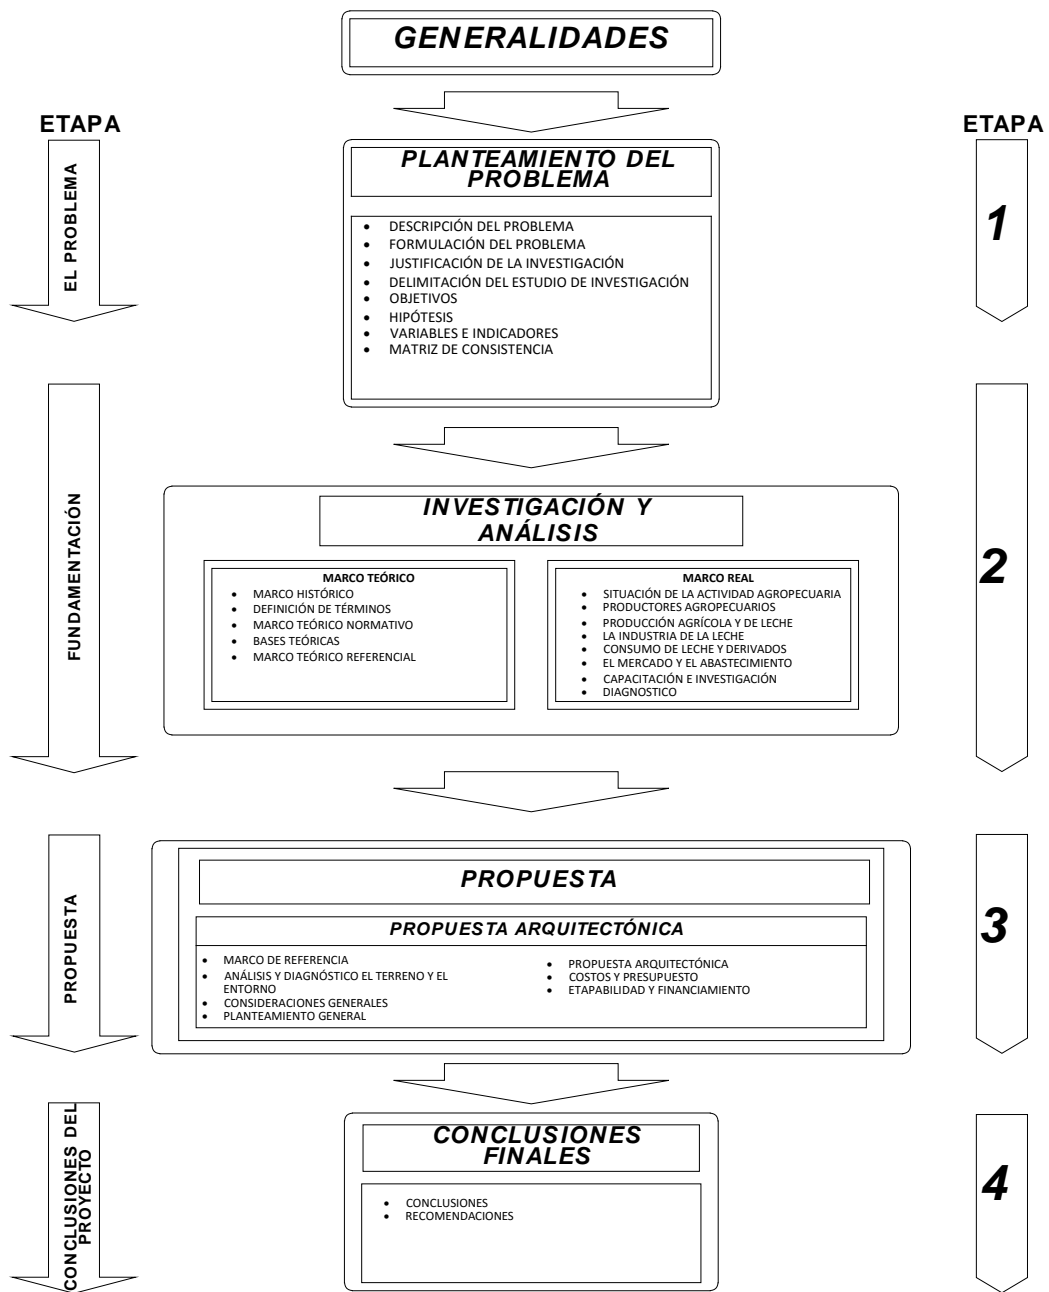 GENERALIDADES
ETAPA
ETAPA
EL PROBLEMA
PLANTEAMIENTO DEL
PROBLEMA
• DESCRIPCIÓN DEL PROBLEMA
• FORMULACIÓN DEL PROBLEMA
• JUSTIFICACIÓN DE LA INVESTIGACIÓN
• DELIMITACIÓN DEL ESTUDIO DE INVESTIGACIÓN
• OBJETIVOS
• HIPÓTESIS
• VARIABLES E INDICADORES
• MATRIZ DE CONSISTENCIA
1
FUNDAMENTACIÓN
INVESTIGACIÓN Y
ANÁLISIS
MARCO TEÓRICO
• MARCO HISTÓRICO
• DEFINICIÓN DE TÉRMINOS
• MARCO TEÓRICO NORMATIVO
• BASES TEÓRICAS
• MARCO TEÓRICO REFERENCIAL
MARCO REAL
• SITUACIÓN DE LA ACTIVIDAD AGROPECUARIA
• PRODUCTORES AGROPECUARIOS
• PRODUCCIÓN AGRÍCOLA Y DE LECHE
• LA INDUSTRIA DE LA LECHE
• CONSUMO DE LECHE Y DERIVADOS
• EL MERCADO Y EL ABASTECIMIENTO
• CAPACITACIÓN E INVESTIGACIÓN
• DIAGNOSTICO
2
PROPUESTA
PROPUESTA
PROPUESTA ARQUITECTÓNICA
• MARCO DE REFERENCIA
• ANÁLISIS Y DIAGNÓSTICO EL TERRENO Y EL
ENTORNO
• CONSIDERACIONES GENERALES
• PLANTEAMIENTO GENERAL
• PROPUESTA ARQUITECTÓNICA
• COSTOS Y PRESUPUESTO
• ETAPABILIDAD Y FINANCIAMIENTO
3
CONCLUSIONES DEL
PROYECTO
CONCLUSIONES
FINALES
• CONCLUSIONES
• RECOMENDACIONES
4